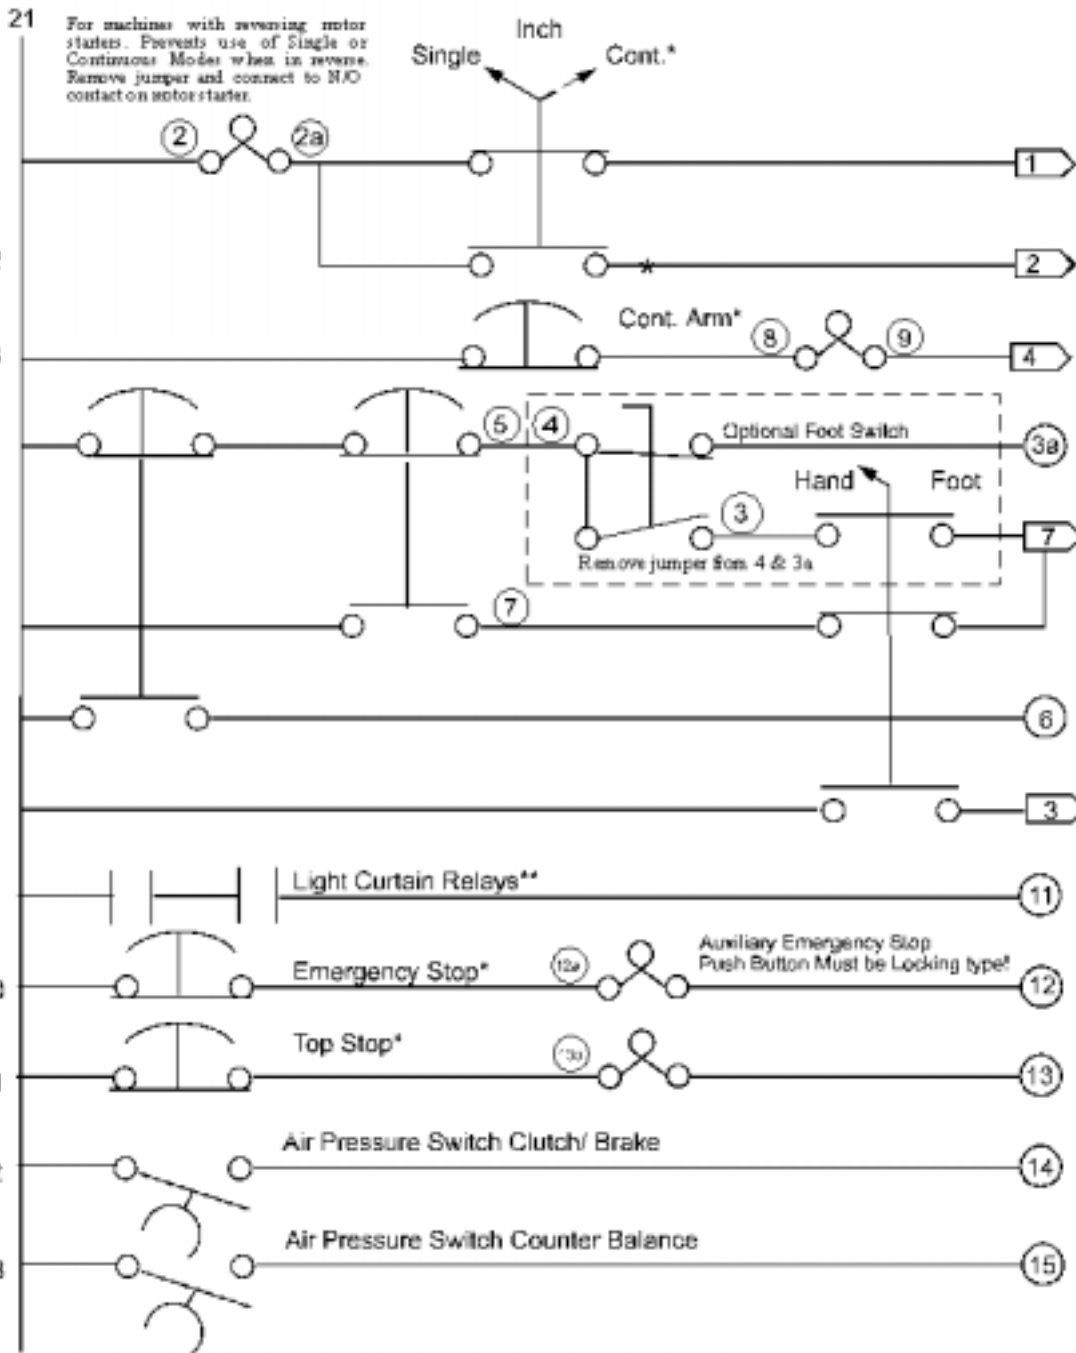 21
For machines with reversing motor
starters. Prevents use of Single or
Continuous Modes when in reverse.
Remove jumper and connect to N/O
contact on motor starter.
Inch
Single
Cont.*
2
2a
1
*
2
Cont. Arm*
8
9
4
5
4
Optional Foot Switch
3a
Hand
Foot
3
7
Remove jumper from 4 & 3a
7
6
3
Light Curtain Relays**
11
Emergency Stop*
12a
Auxiliary Emergency Stop
Push Button Must be Locking type!
12
Top Stop*
13
Air Pressure Switch Clutch/ Brake
14
Air Pressure Switch Counter Balance
15